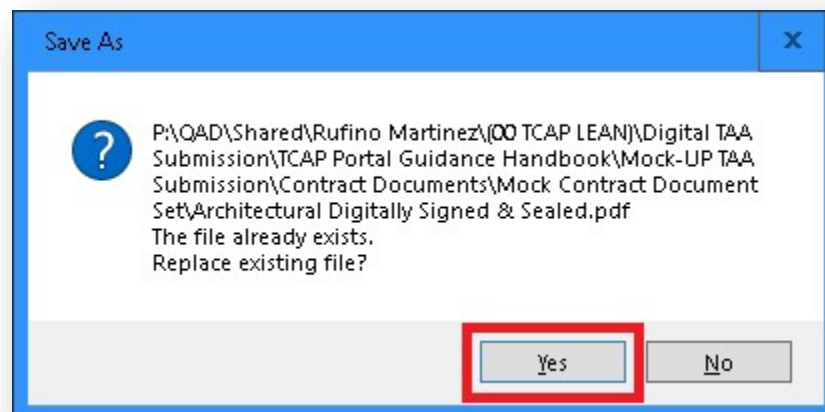 Save As
x
?
P:\QAD\Shared\Rufino Martinez\(00 TCAP LEAN)\Digital TAA
Submission\TCAP Portal Guidance Handbook\Mock-UP TAA
Submission\Contract Documents\Mock Contract Document
Set\Architectural Digitally Signed & Sealed.pdf
The file already exists.
Replace existing file?
Yes No